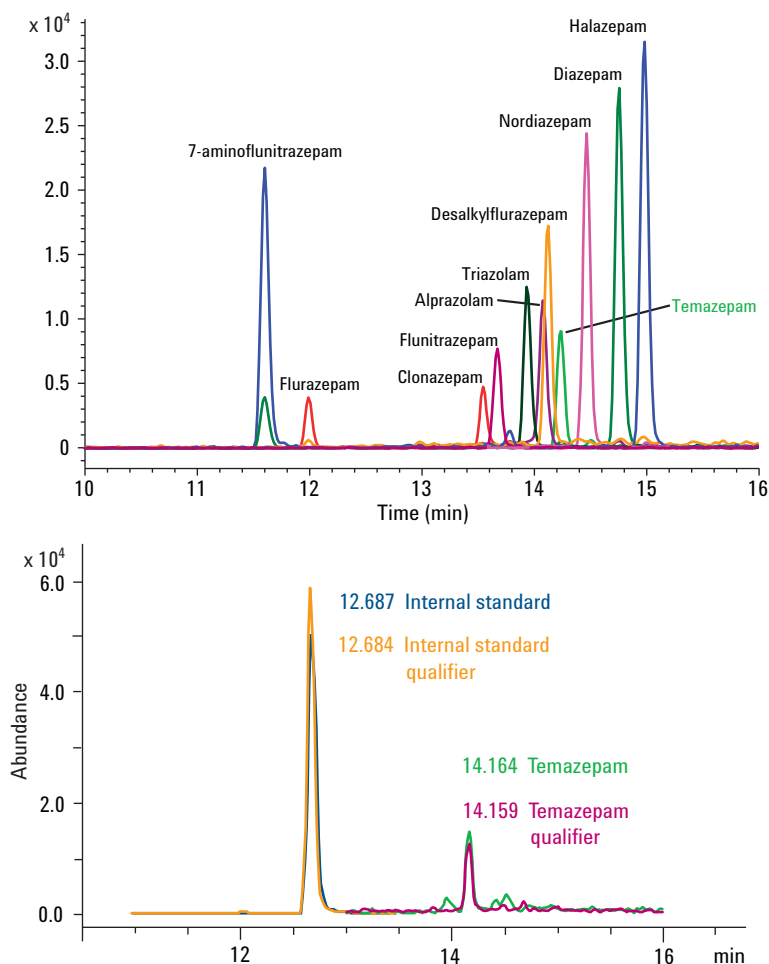 x 10⁴
Halazepam
3.0
Diazepam
2.5
Nordiazepam
7-aminoflunitrazepam
2.0
Desalkylflurazepam
1.5
Triazolam
Alprazolam
Temazepam
1.0
Flunitrazepam
Flurazepam
Clonazepam
0.5
0
10 11 12 13 14 15 16
Time (min)
x 10⁴
6.0
12.687 Internal standard
12.684 Internal standard
qualifier
4.0
Abundance
14.164 Temazepam
14.159 Temazepam
qualifier
2.0
0.0
12 14 16 min